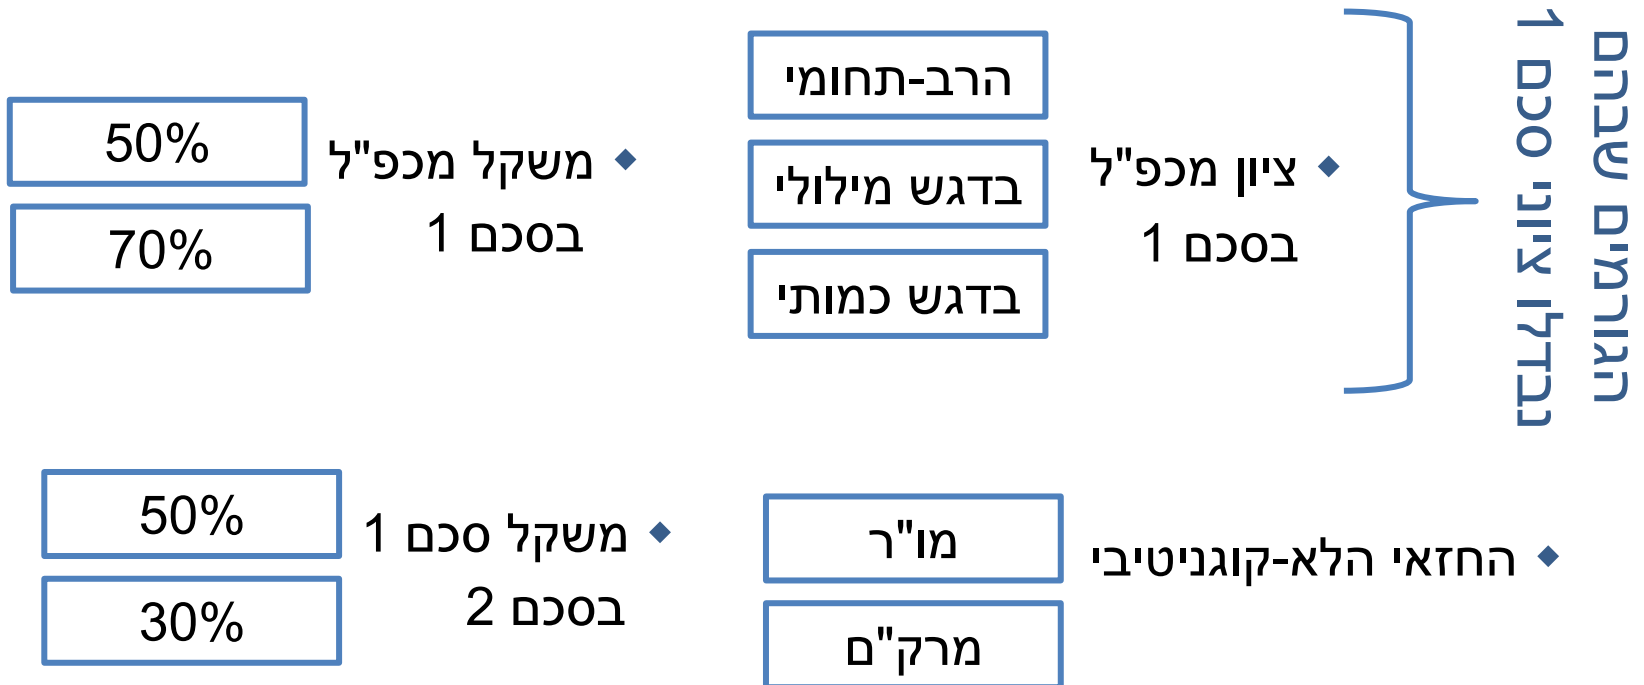 הגורמים שבהם
נבדלו ציוני סכם 1
◆ ציון מכפ"ל
בסכם 1
הרב-תחומי
בדגש מילולי
בדגש כמותי
◆ משקל מכפ"ל
בסכם 1
50%
70%
◆ החזאי הלא-קוגניטיבי
מו"ר
מרק"ם
◆ משקל סכם 1
בסכם 2
50%
30%